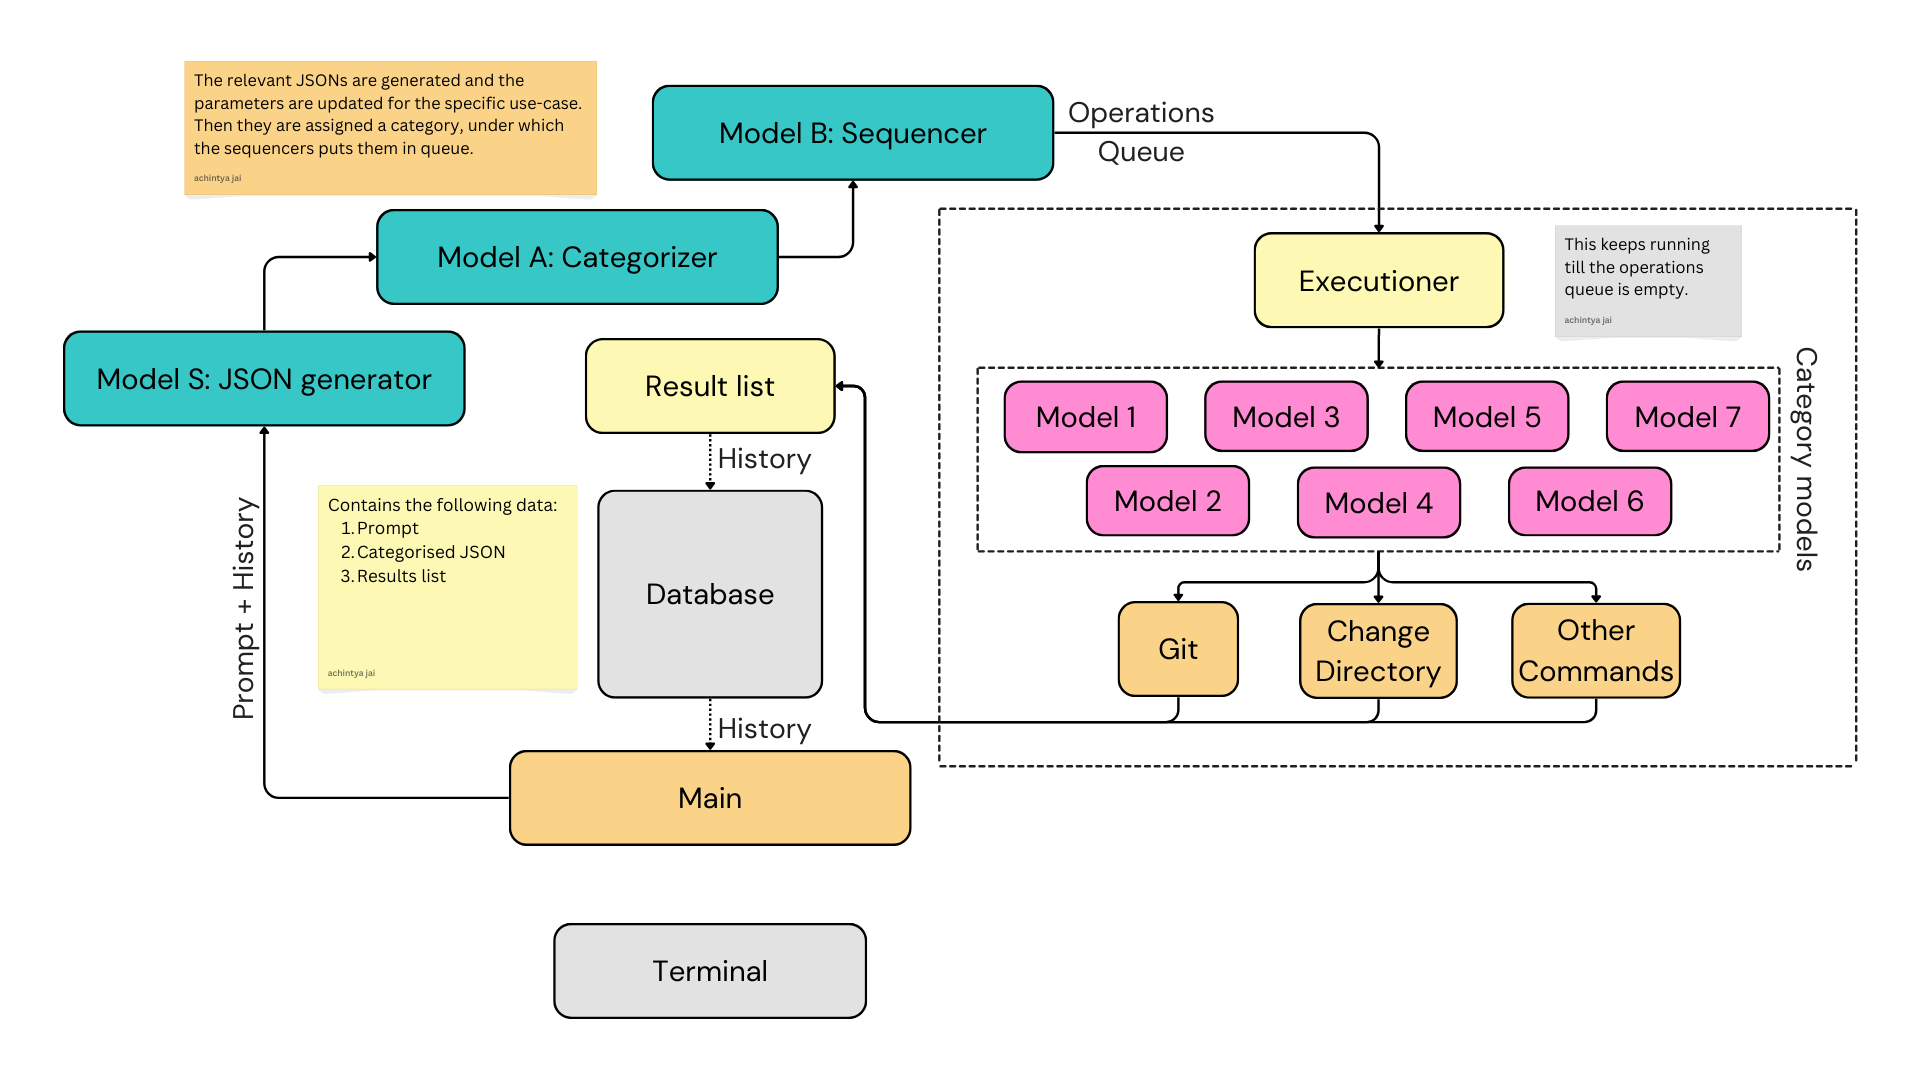 The relevant JSONs are generated and the
parameters are updated for the specific use-case.
Then they are assigned a category, under which
the sequencers puts them in queue.
achintya jai
Model B: Sequencer
Operations
Queue
Model A: Categorizer
Executioner
This keeps running
till the operations
queue is empty.
achintya jai
Model S: JSON generator
Result list
History
Category models
Model 1
Model 3
Model 5
Model 7
Model 2
Model 4
Model 6
Prompt + History
Contains the following data:
1. Prompt
2. Categorised JSON
3. Results list
achintya jai
Database
Git
Change
Directory
Other
Commands
History
Main
Terminal